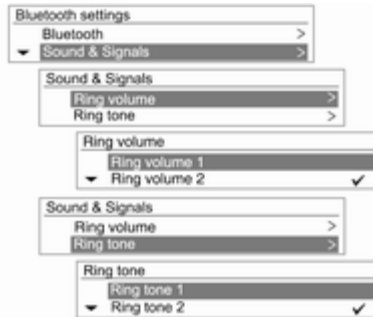 Bluetooth settings
Bluetooth >
Sound & Signals >
Sound & Signals
Ring volume >
Ring tone >
Ring volume
Ring volume 1
Ring volume 2 ✓
Sound & Signals
Ring volume >
Ring tone >
Ring tone
Ring tone 1
Ring tone 2 ✓